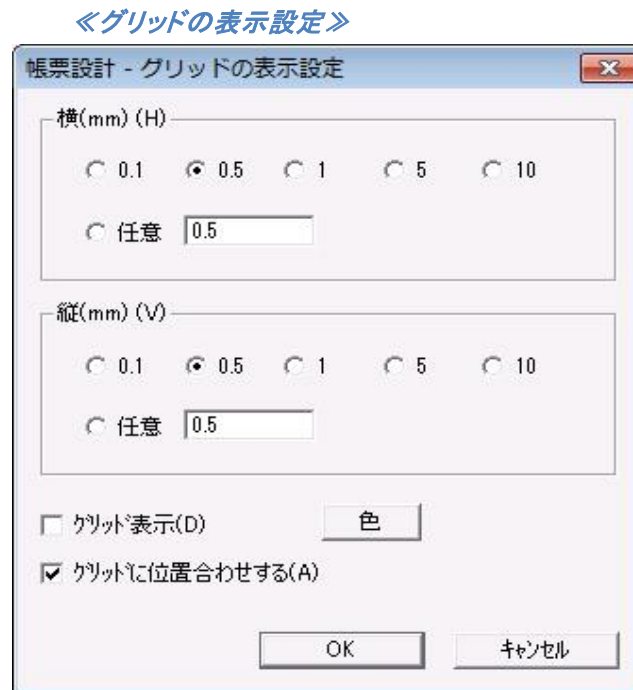 ≪グリッドの表示設定≫
帳票設計 - グリッドの表示設定
横(mm) (H)
0.1 0.5 1 5 10
任意 0.5
縦(mm) (V)
0.1 0.5 1 5 10
任意 0.5
グリッド表示(D) 色
グリッドに位置合わせする(A)
OK キャンセル